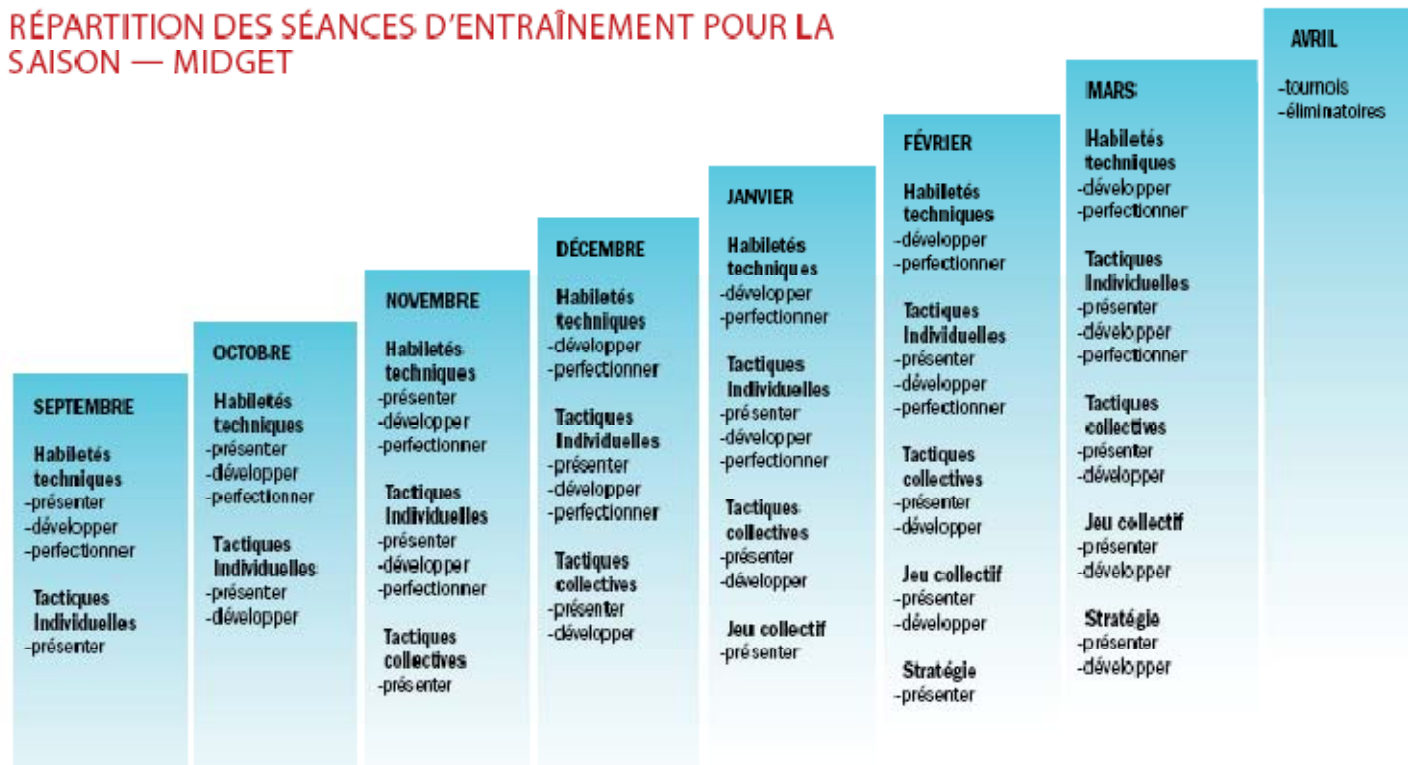 RÉPARTITION DES SÉANCES D'ENTRAÎNEMENT POUR LA
SAISON — MIDGET
SEPTEMBRE
Habiletés
techniques
-présenter
-développer
-perfectionner
Tactiques
Individuelles
-présenter
OCTOBRE
Habiletés
techniques
-présenter
-développer
-perfectionner
Tactiques
Individuelles
-présenter
-développer
NOVEMBRE
Habiletés
techniques
-présenter
-développer
-perfectionner
Tactiques
Individuelles
-présenter
-développer
-perfectionner
Tactiques
collectives
-présenter
DÉCEMBRE
Habiletés
techniques
-développer
-perfectionner
Tactiques
Individuelles
-présenter
-développer
-perfectionner
Tactiques
collectives
-présenter
-développer
JANVIER
Habiletés
techniques
-développer
-perfectionner
Tactiques
Individuelles
-présenter
-développer
-perfectionner
Tactiques
collectives
-présenter
-développer
Jeu collectif
-présenter
FÉVRIER
Habiletés
techniques
-développer
-perfectionner
Tactiques
Individuelles
-présenter
-développer
-perfectionner
Tactiques
collectives
-présenter
-développer
Jeu collectif
-présenter
-développer
Stratégie
-présenter
MARS
Habiletés
techniques
-développer
-perfectionner
Tactiques
Individuelles
-présenter
-développer
-perfectionner
Tactiques
collectives
-présenter
-développer
Jeu collectif
-présenter
-développer
Stratégie
-présenter
-développer
AVRIL
-tournois
-éliminatoires